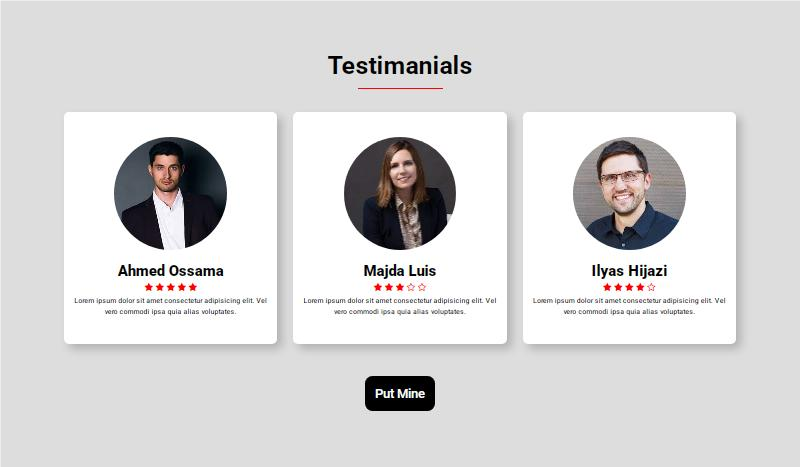 Testimanials
Ahmed Ossama
Lorem ipsum dolor sit amet consectetur adipisicing elit. Vel
vero commodi ipsa quia alias voluptates.
Majda Luis
Lorem ipsum dolor sit amet consectetur adipisicing elit. Vel
vero commodi ipsa quia alias voluptates.
Ilyas Hijazi
Lorem ipsum dolor sit amet consectetur adipisicing elit. Vel
vero commodi ipsa quia alias voluptates.
Put Mine